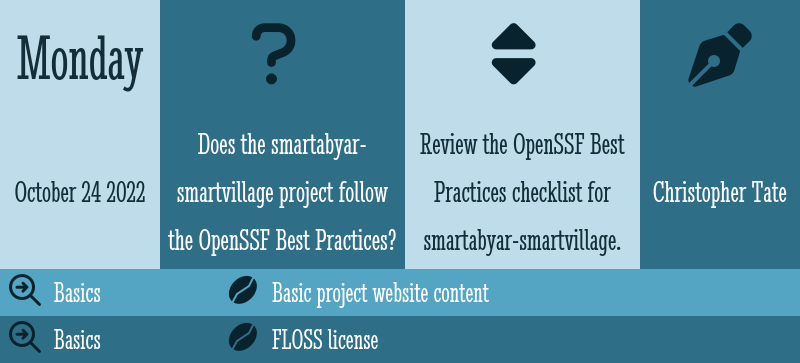 Monday
October 24 2022
Does the smartabyar-
smartvillage project follow
the OpenSSF Best Practices?
Review the OpenSSF Best
Practices checklist for
smartabyar-smartvillage.
Christopher Tate
Basics
Basic project website content
Basics
FLOSS license